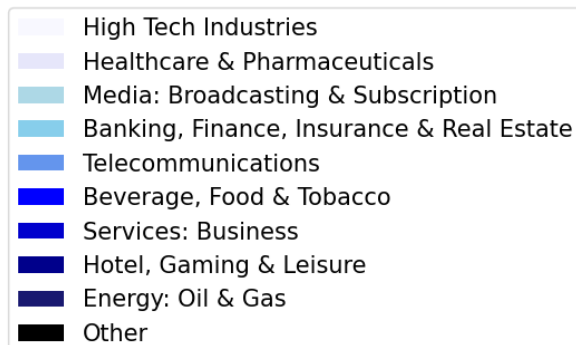 High Tech Industries
Healthcare & Pharmaceuticals
Media: Broadcasting & Subscription
Banking, Finance, Insurance & Real Estate
Telecommunications
Beverage, Food & Tobacco
Services: Business
Hotel, Gaming & Leisure
Energy: Oil & Gas
Other